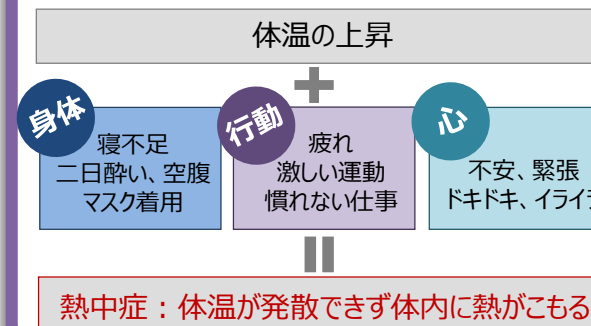 体温の上昇
+
身体
寝不足
二日酔い、空腹
マスク着用
行動
疲れ
激しい運動
慣れない仕事
心
不安、緊張
ドキドキ、イライ
熱中症：体温が発散できず体内に熱がこもる